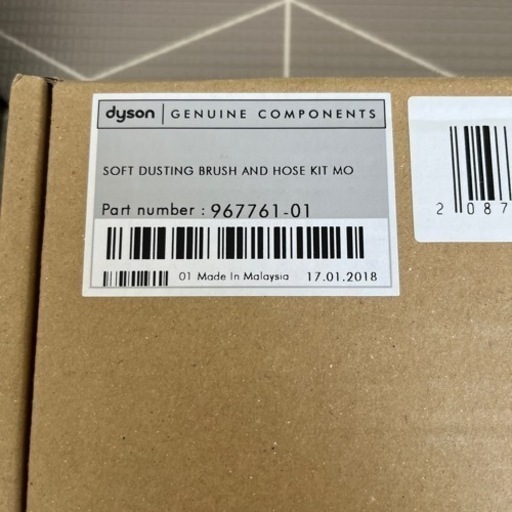 dyson | GENUINE COMPONENTS
SOFT DUSTING BRUSH AND HOSE KIT MO
Part number : 967761-01
01 Made In Malaysia 17.01.2018
2 087